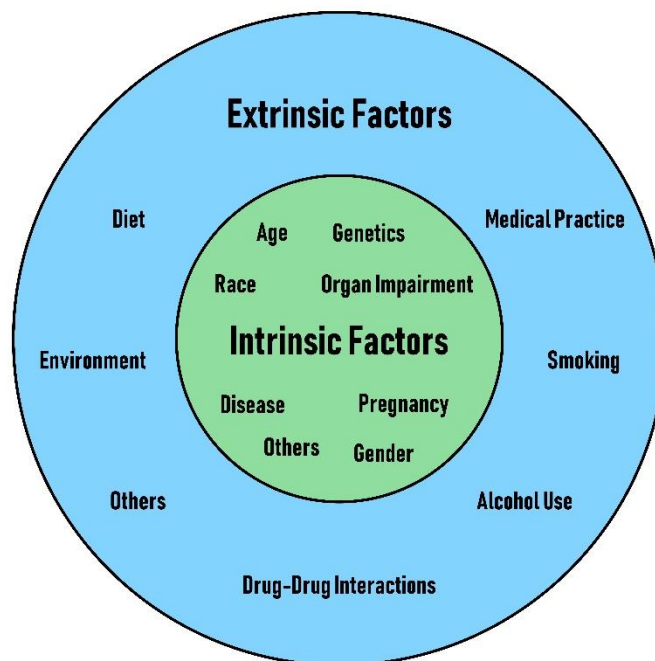 Extrinsic Factors
Diet
Medical Practice
Age
Genetics
Race
Organ Impairment
Intrinsic Factors
Environment
Smoking
Disease
Pregnancy
Others
Gender
Others
Alcohol Use
Drug-Drug Interactions